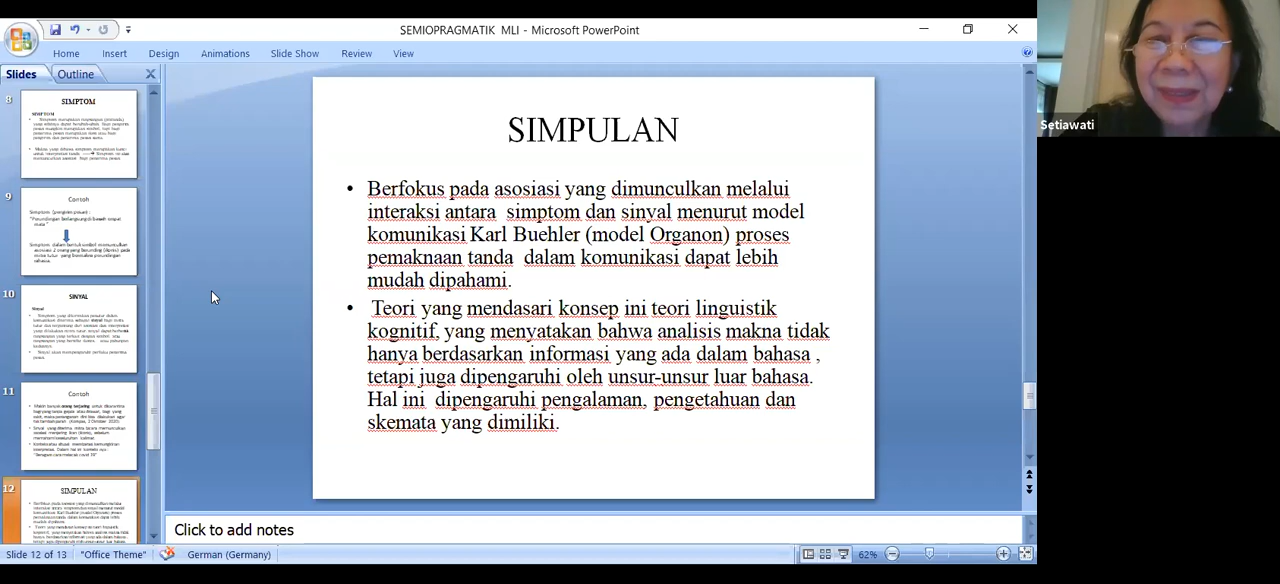 SEMIOPRAGMATIK MLI - Microsoft PowerPoint
Home Insert Design Animations Slide Show Review View
Slides Outline
8
SIMPTOM
SIMPTOM
9
Contoh
Simptom (pengirim pesan) :
10
SINYAL
Sinyal
11
Contoh
12
SIMPULAN
SIMPULAN
• Berfokus pada asosiasi yang dimunculkan melalui
interaksi antara simptom dan sinyal menurut model
komunikasi Karl Buehler (model Organon) proses
pemaknaan tanda dalam komunikasi dapat lebih
mudah dipahami.
• Teori yang mendasari konsep ini teori linguistik
kognitif, yang menyatakan bahwa analisis makna tidak
hanya berdasarkan informasi yang ada dalam bahasa ,
tetapi juga dipengaruhi oleh unsur-unsur luar bahasa.
Hal ini dipengaruhi pengalaman, pengetahuan dan
skemata yang dimiliki.
Click to add notes
Slide 12 of 13 "Office Theme" German (Germany) 62%
Setiawati